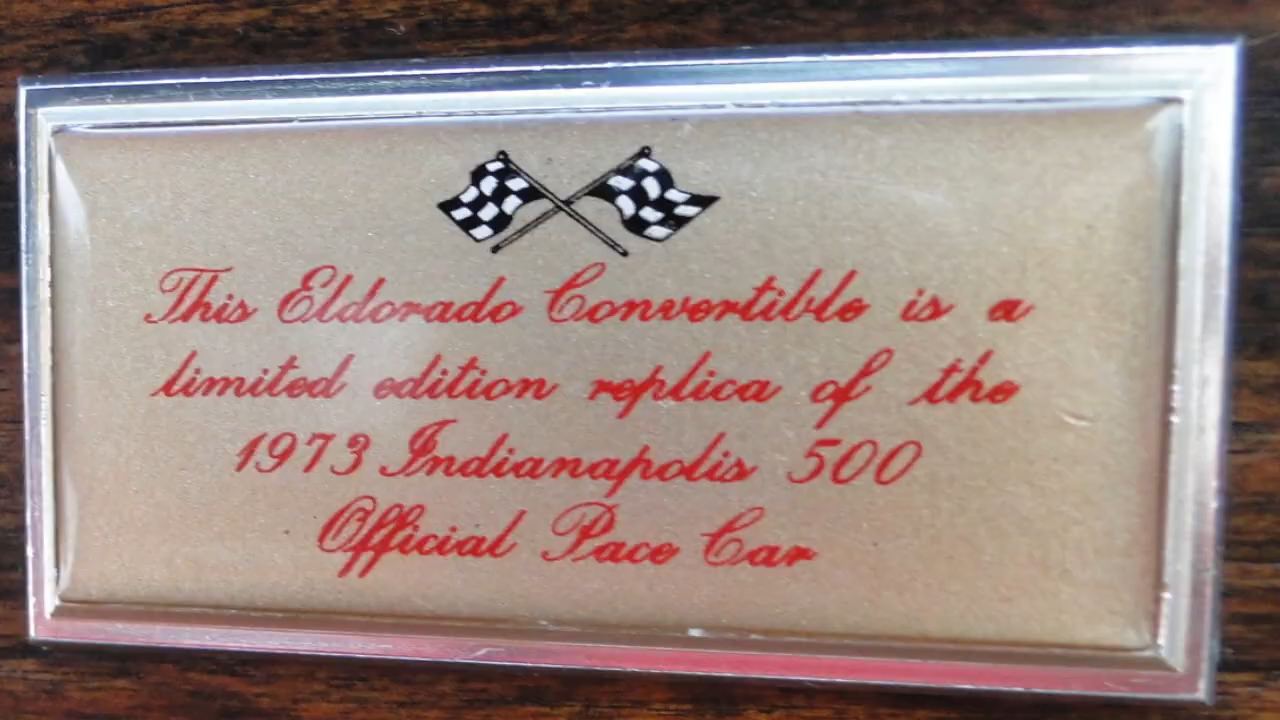 This Eldorado Convertible is a
limited edition replica of the
1973 Indianapolis 500
Official Pace Car